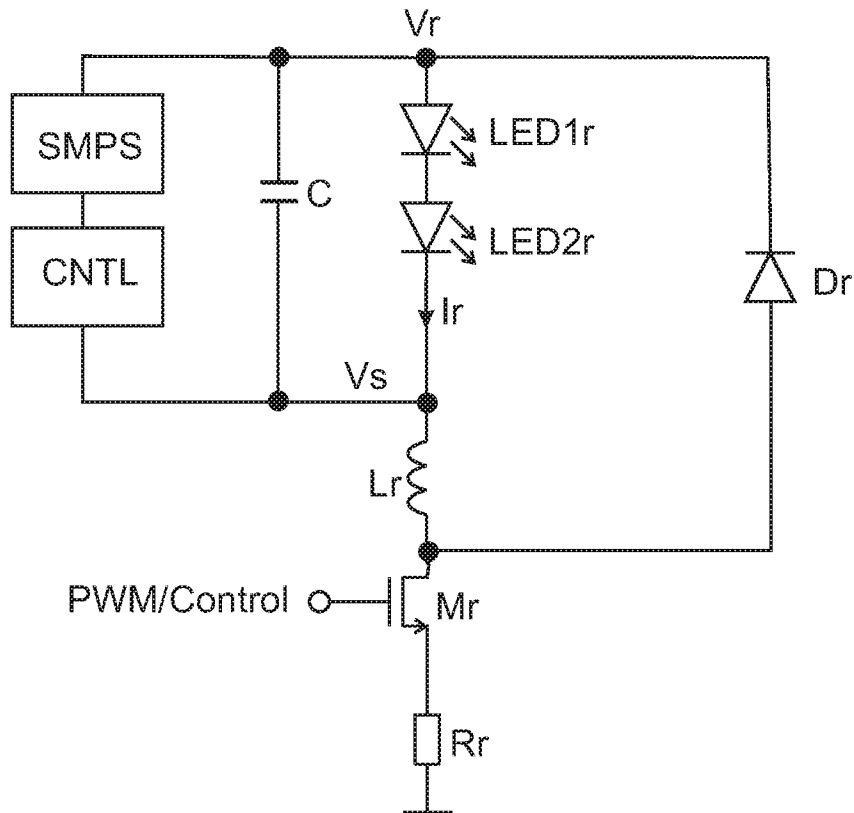 Vr
SMPS
LED1r
C
LED2r
CNTL
Dr
Ir
Vs
Lr
PWM/Control
Mr
Rr